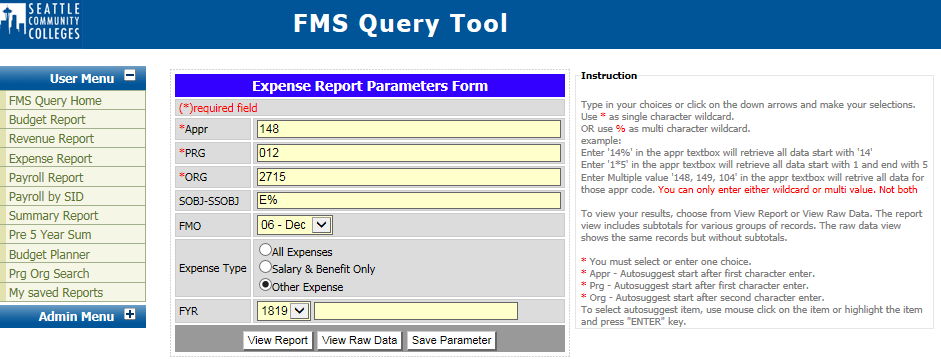 SEATTLE
COMMUNITY
COLLEGES
FMS Query Tool
User Menu
FMS Query Home
Budget Report
Revenue Report
Expense Report
Payroll Report
Payroll by SID
Summary Report
Pre 5 Year Sum
Budget Planner
Prg Org Search
My saved Reports
Admin Menu
Expense Report Parameters Form
(*)required field
*Appr 148
*PRG 012
*ORG 2715
SOBJ-SSOBJ E%
FMO 06 - Dec
Expense Type
All Expenses
Salary & Benefit Only
Other Expense
FYR 1819
View Report View Raw Data Save Parameter
Instruction
Type in your choices or click on the down arrows and make your selections.
Use * as single character wildcard.
OR use % as multi character wildcard.
example:
Enter '14%' in the appr textbox will retrieve all data start with '14'
Enter '1*5' in the appr textbox will retrieve all data start with 1 and end with 5
Enter Multiple value '148, 149, 104' in the appr textbox will retrive all data for
those appr code. You can only enter either wildcard or multi value. Not both
To view your results, choose from View Report or View Raw Data. The report
view includes subtotals for various groups of records. The raw data view
shows the same records but without subtotals.
* You must select or enter one choice.
* Appr - Autosuggest start after first character enter.
* Prg - Autosuggest start after first character enter.
* Org - Autosuggest start after second character enter.
To select autosuggest item, use mouse click on the item or highlight the item
and press "ENTER" key.